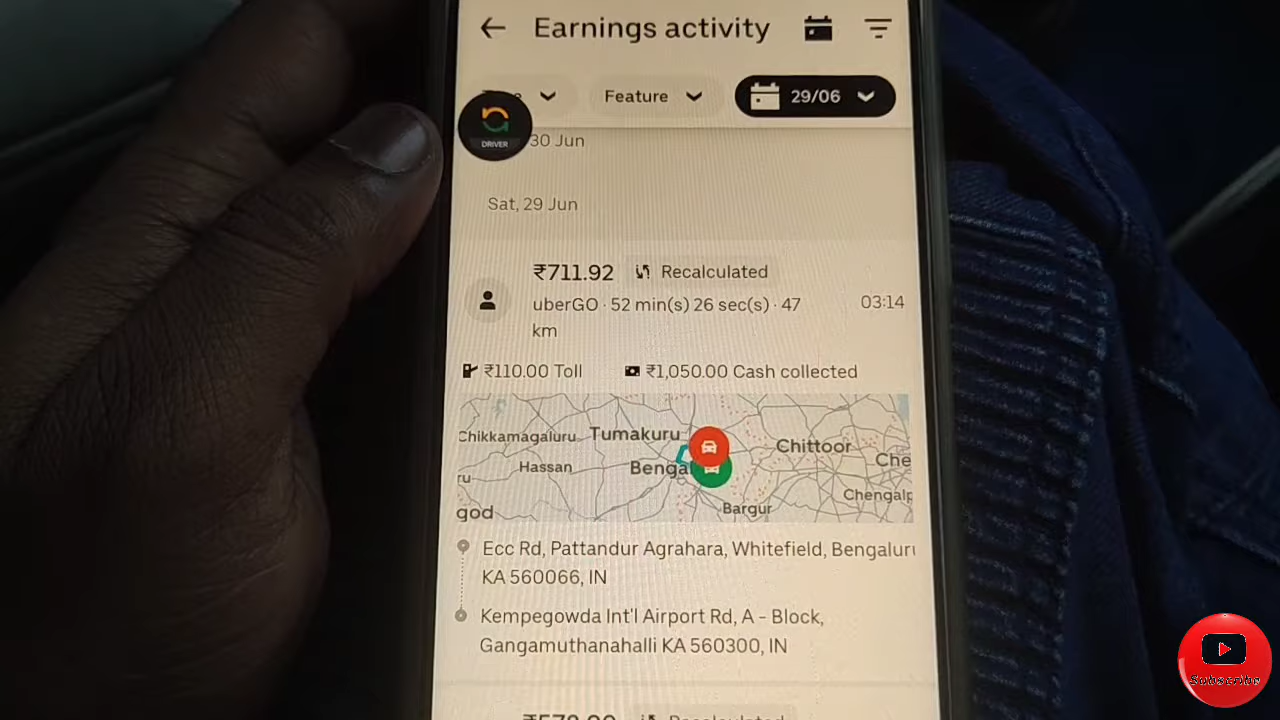 Earnings activity
Feature
29/06
DRIVER
30 Jun
Sat, 29 Jun
₹711.92 Recalculated
uberGO · 52 min(s) 26 sec(s) · 47
km
03:14
₹110.00 Toll ₹1,050.00 Cash collected
Chikkamagaluru
Tumakuru
Chittoor
Hassan
Bengal
Che
ru
Chengalp
Bargur
god
Ecc Rd, Pattandur Agrahara, Whitefield, Bengaluru
KA 560066, IN
Kempegowda Int'l Airport Rd, A - Block,
Gangamuthanahalli KA 560300, IN
Recalculated
Subscribe